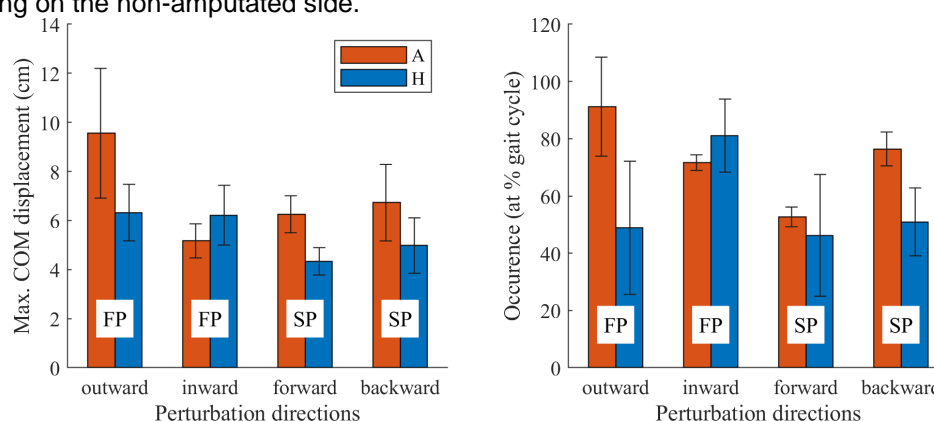 ng on the non-amputated side.
14
12
10
8
6
4
2
0
Max. COM displacement (cm)
A
H
FP
FP
SP
SP
outward inward forward backward
Perturbation directions
120
100
80
60
40
20
0
Occurence (at % gait cycle)
FP
FP
SP
SP
outward inward forward backward
Perturbation directions